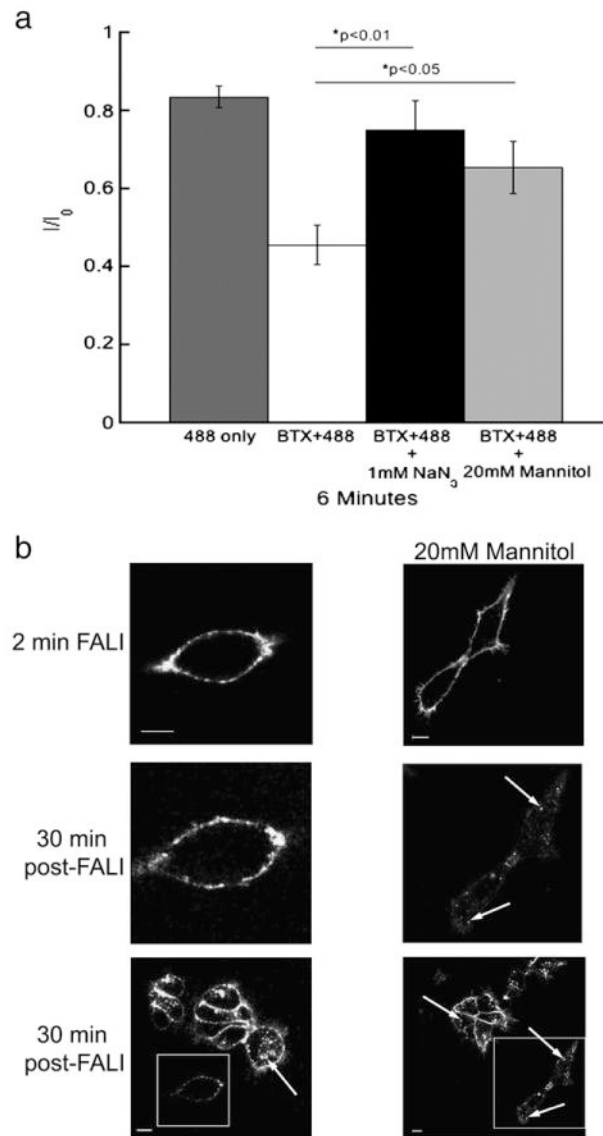 a
*p<0.01
*p<0.05
1
0.8
0.6
0.4
0.2
0
I/I₀
488 only
BTX+488
BTX+488
+
1mM NaN₃
BTX+488
+
20mM Mannitol
6 Minutes
b
20mM Mannitol
2 min FALI
30 min
post-FALI
30 min
post-FALI